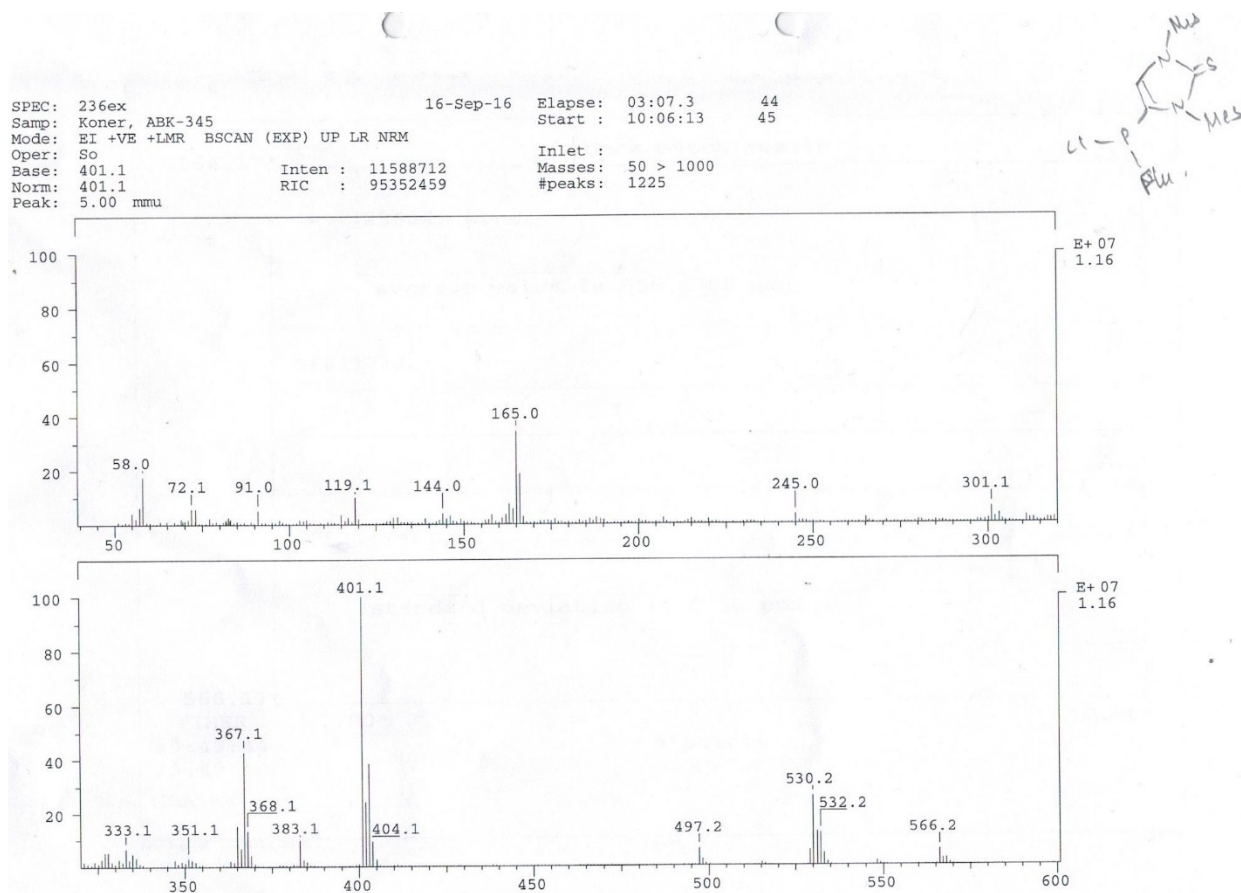 SPEC: 236ex 16-Sep-16 Elapse: 03:07.3 44
Samp: Koner, ABK-345 Start : 10:06:13 45
Mode: EI +VE +LMR BSCAN (EXP) UP LR NRM
Oper: So Inlet :
Base: 401.1 Inten : 11588712 Masses: 50 > 1000
Norm: 401.1 RIC : 95352459 #peaks: 1225
Peak: 5.00 mmu
N
S
N
Mes
Cl - P
E+07
1.16
100
80
60
40
20
58.0
72.1
91.0
119.1
144.0
165.0
245.0
301.1
50 100 150 200 250 300
E+07
1.16
100
80
60
40
20
333.1
351.1
367.1
368.1
383.1
401.1
404.1
497.2
530.2
532.2
566.2
350 400 450 500 550 600